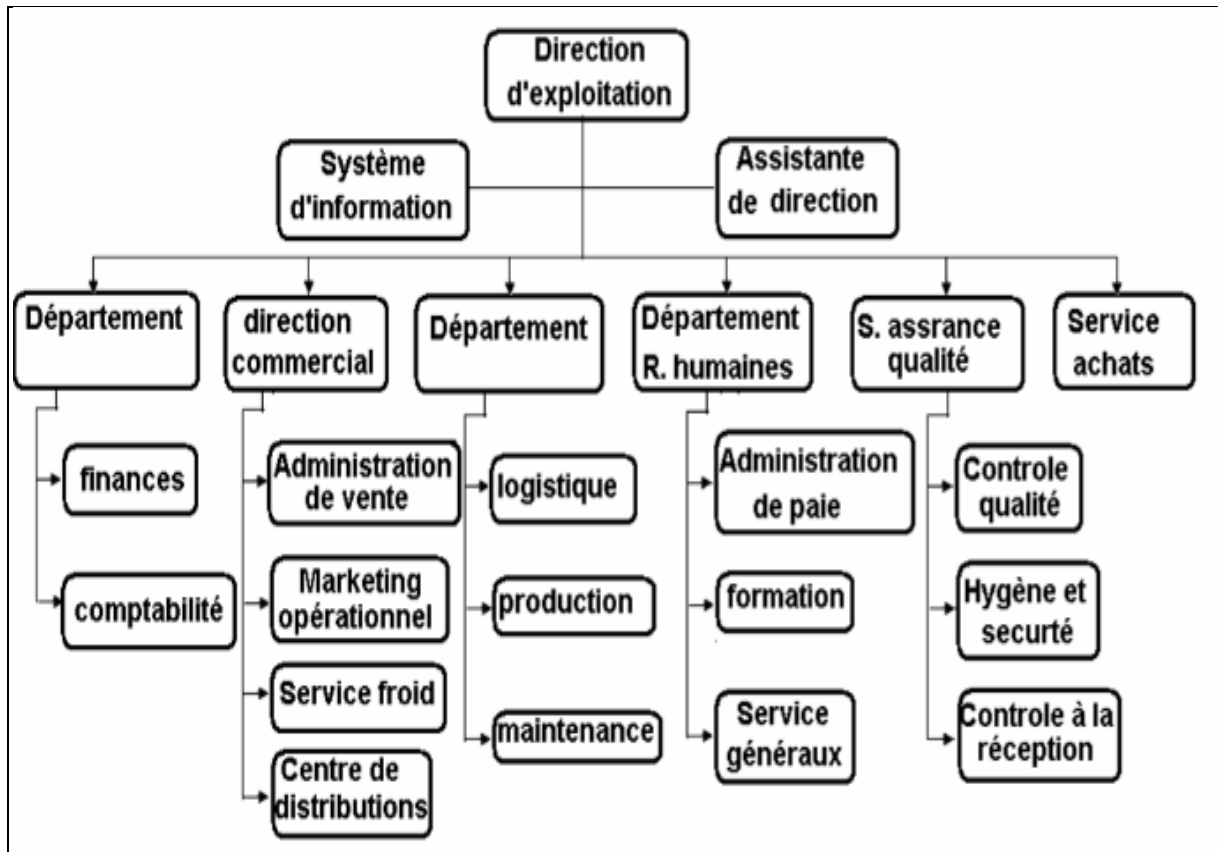 Direction
d'exploitation
Système
d'information
Assistante
de direction
Département
direction
commercial
Département
Département
R. humaines
S. assrance
qualité
Service
achats
finances
comptabilité
Administration
de vente
Marketing
opérationnel
Service froid
Centre de
distributions
logistique
production
maintenance
Administration
de paie
formation
Service
généraux
Controle
qualité
Hygène et
securté
Controle à la
réception